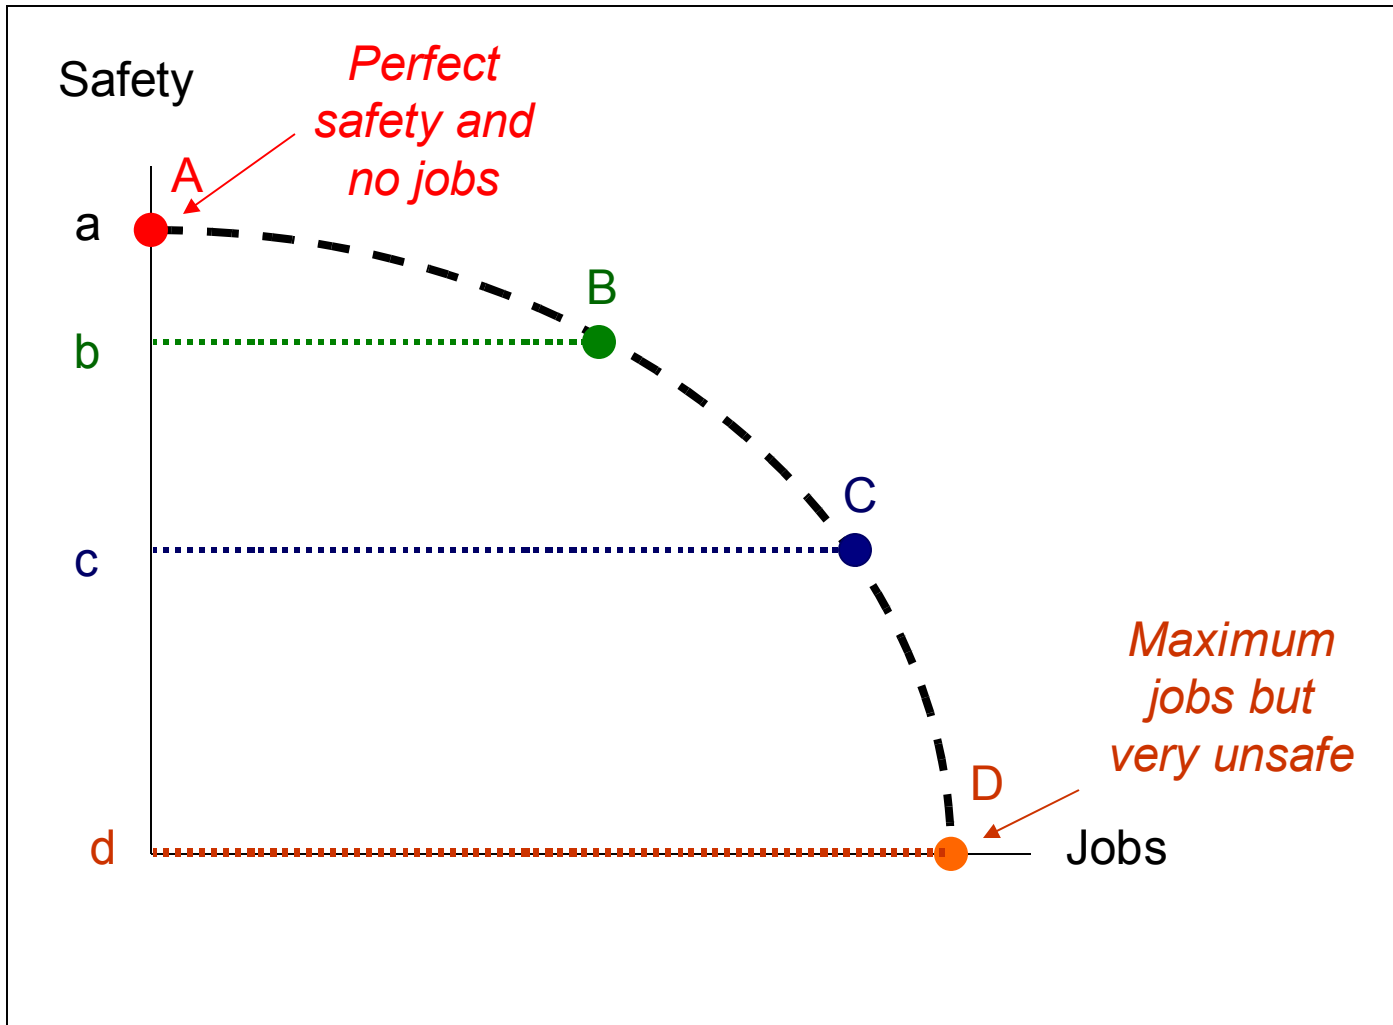 Safety
Perfect
safety and
no jobs
A
a
B
b
C
c
Maximum
jobs but
very unsafe
D
d
Jobs